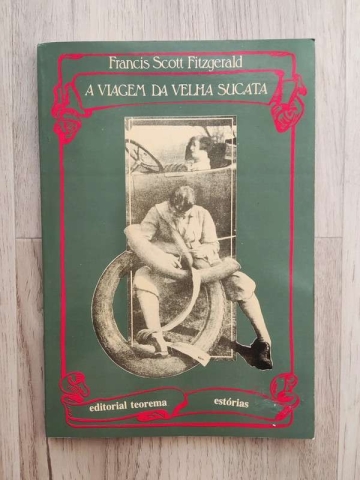 Francis Scott Fitzgerald
A VIAGEM DA VELHA SUCATA
editorial teorema estórias